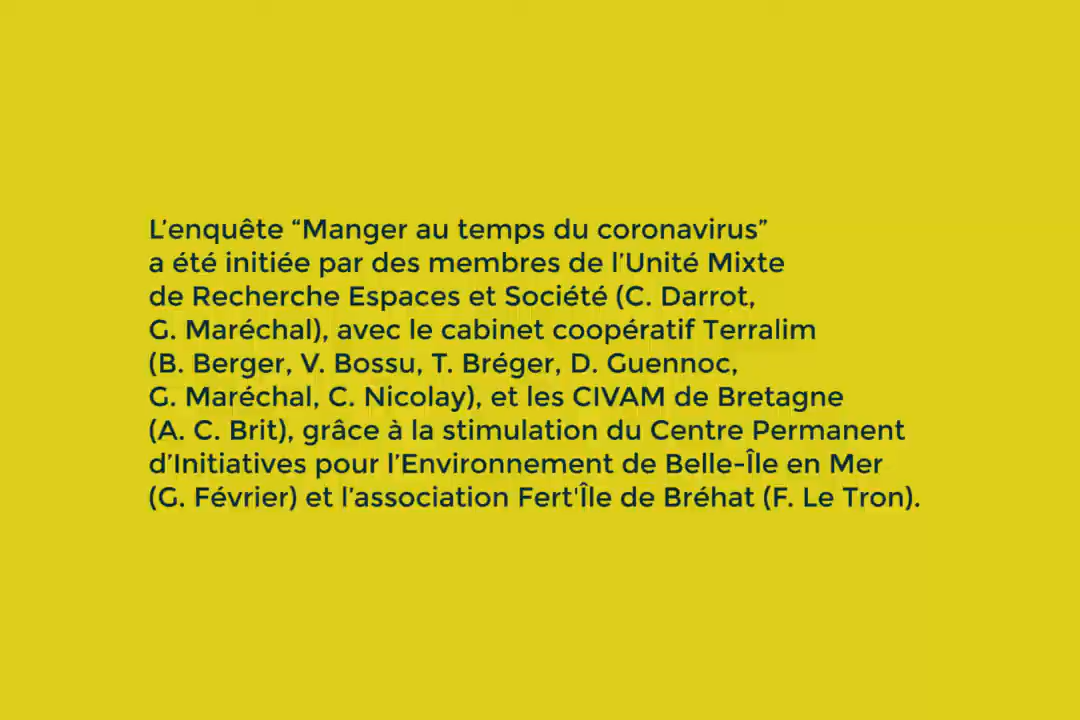 L’enquête “Manger au temps du coronavirus”
a été initiée par des membres de l’Unité Mixte
de Recherche Espaces et Société (C. Darrot,
G. Maréchal), avec le cabinet coopératif Terralim
(B. Berger, V. Bossu, T. Bréger, D. Guennoc,
G. Maréchal, C. Nicolay), et les CIVAM de Bretagne
(A. C. Brit), grâce à la stimulation du Centre Permanent
d’Initiatives pour l’Environnement de Belle-Île en Mer
(G. Février) et l’association Fert'Île de Bréhat (F. Le Tron).